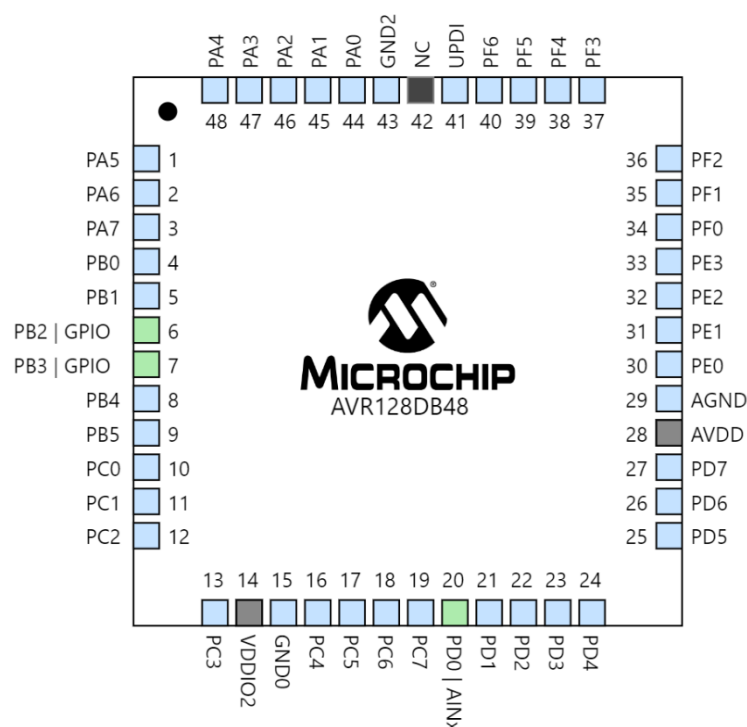 PA4 PA3 PA2 PA1 PA0 GND2 NC UPDI PF6 PF5 PF4 PF3
48 47 46 45 44 43 42 41 40 39 38 37
PA5 1
PA6 2
PA7 3
PB0 4
PB1 5
PB2 | GPIO 6
PB3 | GPIO 7
PB4 8
PB5 9
PC0 10
PC1 11
PC2 12
MICROCHIP®
AVR128DB48
36 PF2
35 PF1
34 PF0
33 PE3
32 PE2
31 PE1
30 PE0
29 AGND
28 AVDD
27 PD7
26 PD6
25 PD5
13 14 15 16 17 18 19 20 21 22 23 24
PC3 VDDIO2 GND0 PC4 PC5 PC6 PC7 PD0 | AIN PD1 PD2 PD3 PD4